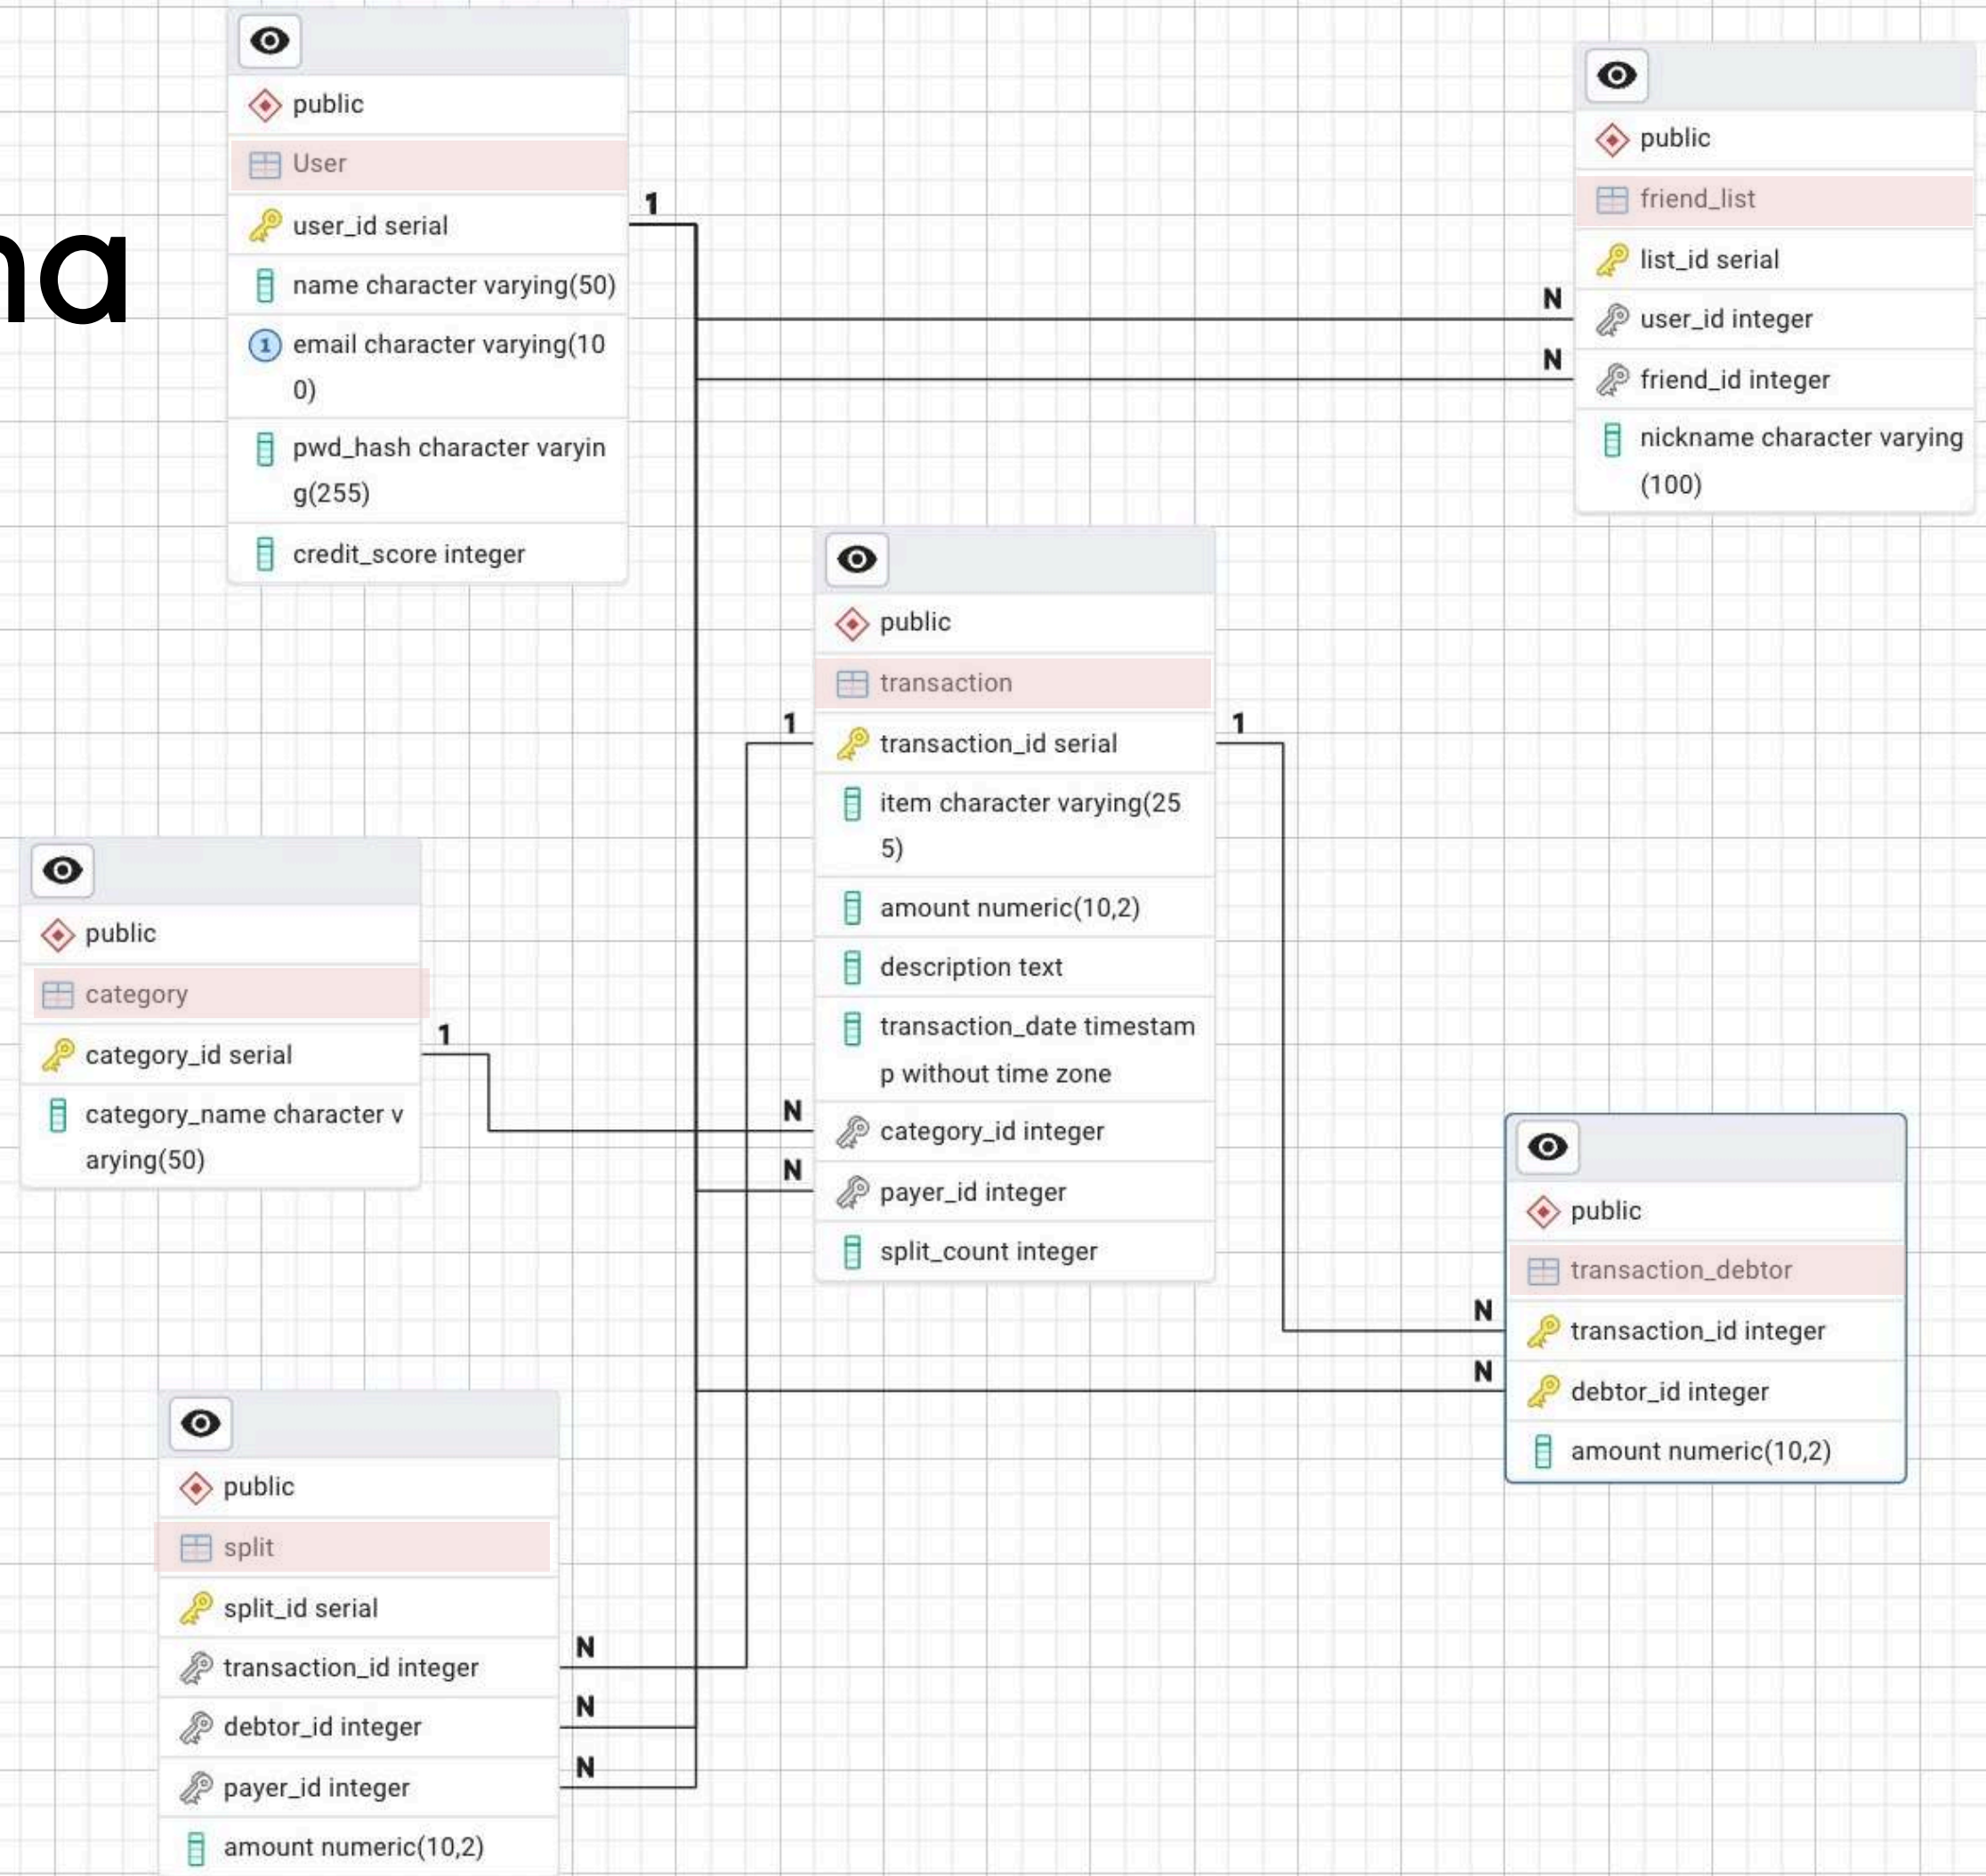 na
public
User
1
user_id serial
name character varying(50)
1
email character varying(10
0)
pwd_hash character varyin
g(255)
credit_score integer
public
friend_list
list_id serial
N
user_id integer
N
friend_id integer
nickname character varying
(100)
public
transaction
1
transaction_id serial
1
item character varying(25
5)
amount numeric(10,2)
description text
transaction_date timestam
p without time zone
N
category_id integer
N
payer_id integer
split_count integer
public
category
1
category_id serial
category_name character v
arying(50)
public
transaction_debtor
N
transaction_id integer
N
debtor_id integer
amount numeric(10,2)
public
split
split_id serial
transaction_id integer
N
debtor_id integer
N
payer_id integer
N
amount numeric(10,2)